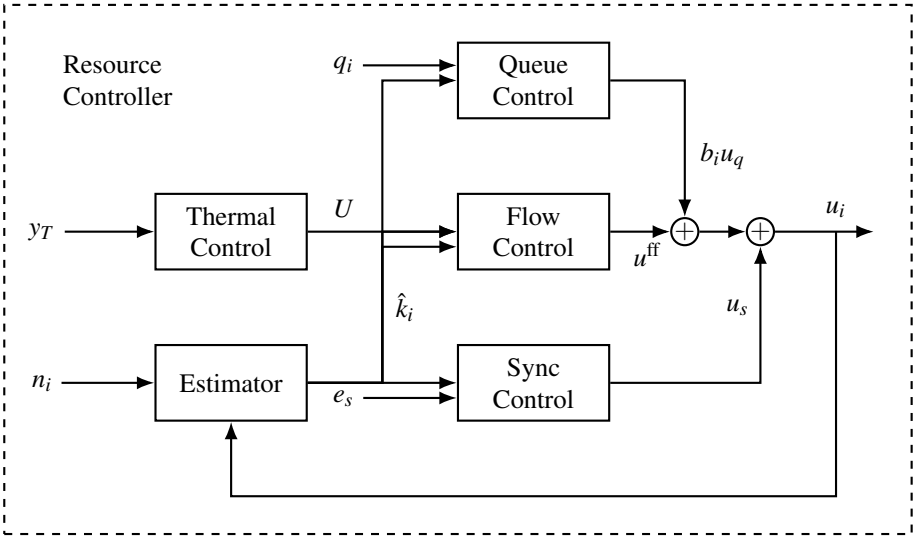 Resource
Controller
q_i
Queue
Control
b_i u_q
y_T
Thermal
Control
U
Flow
Control
u^ff
+
+
u_i
k̂_i
u_s
n_i
Estimator
e_s
Sync
Control